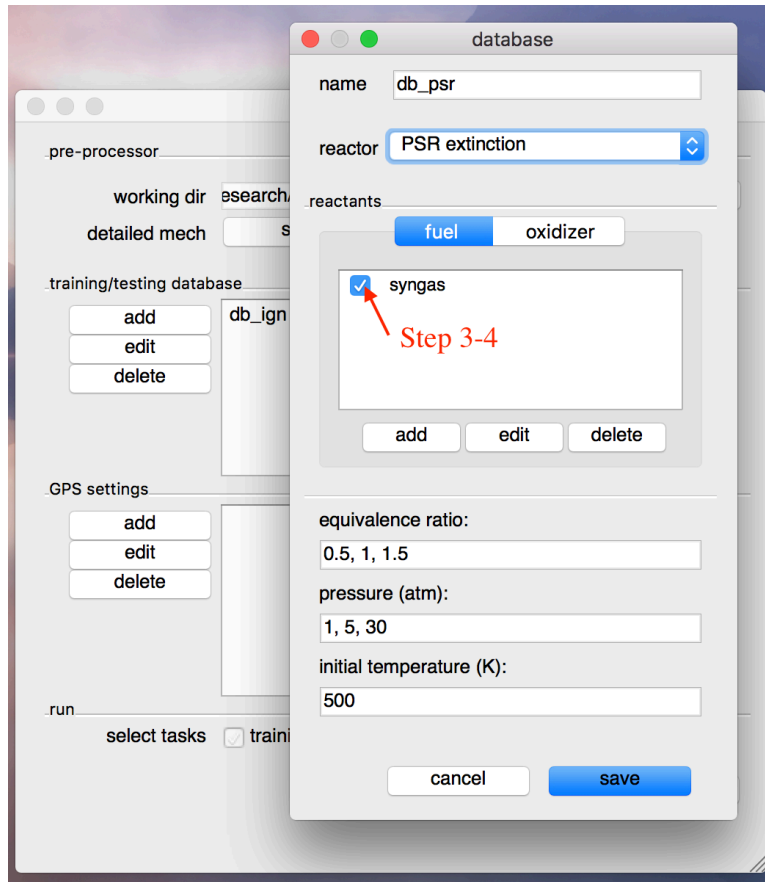 database
name db_psr
reactor PSR extinction
reactants
fuel oxidizer
syngas
Step 3-4
add edit delete
equivalence ratio:
0.5, 1, 1.5
pressure (atm):
1, 5, 30
initial temperature (K):
500
cancel save
pre-processor
working dir esearch/
detailed mech s
training/testing database
add db_ign
edit
delete
GPS settings
add
edit
delete
run
select tasks traini